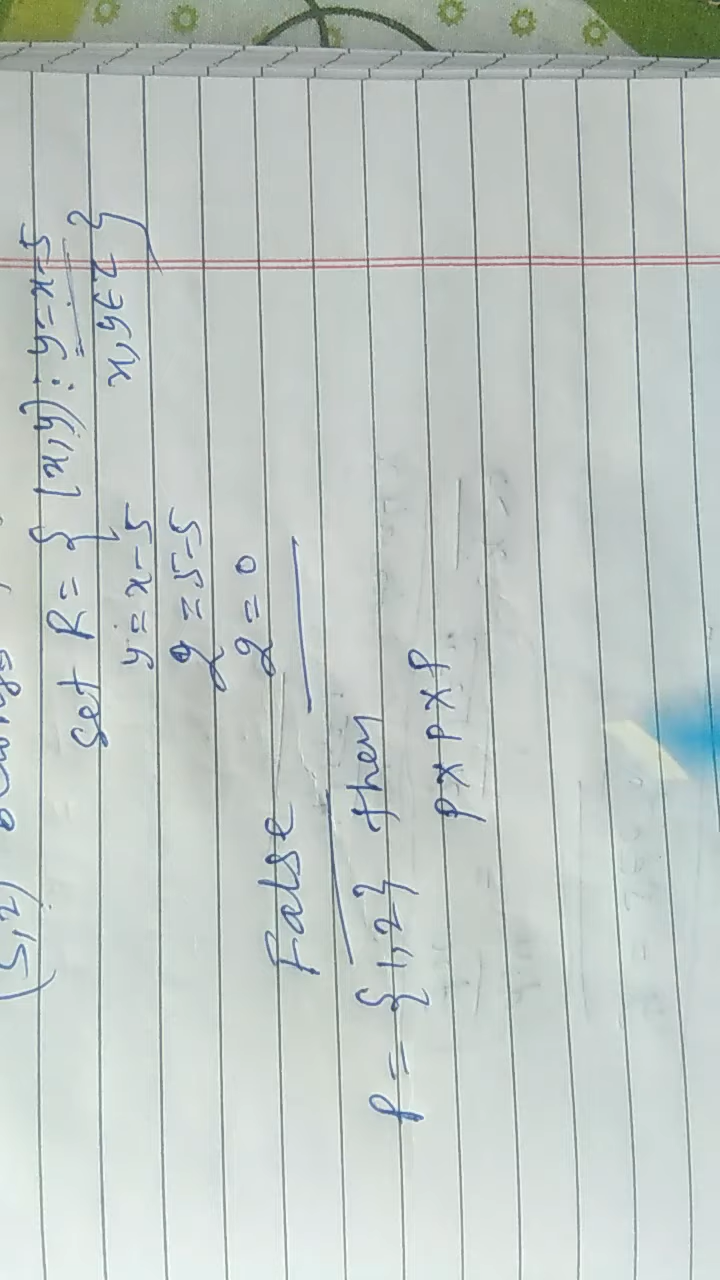 (5,2)
Set R = { (x,y) : y = x-5
x, y ∈ Z }
y = x-5
2 = 5-5
2 = 0
False
P = {1,2} then
P x P x P